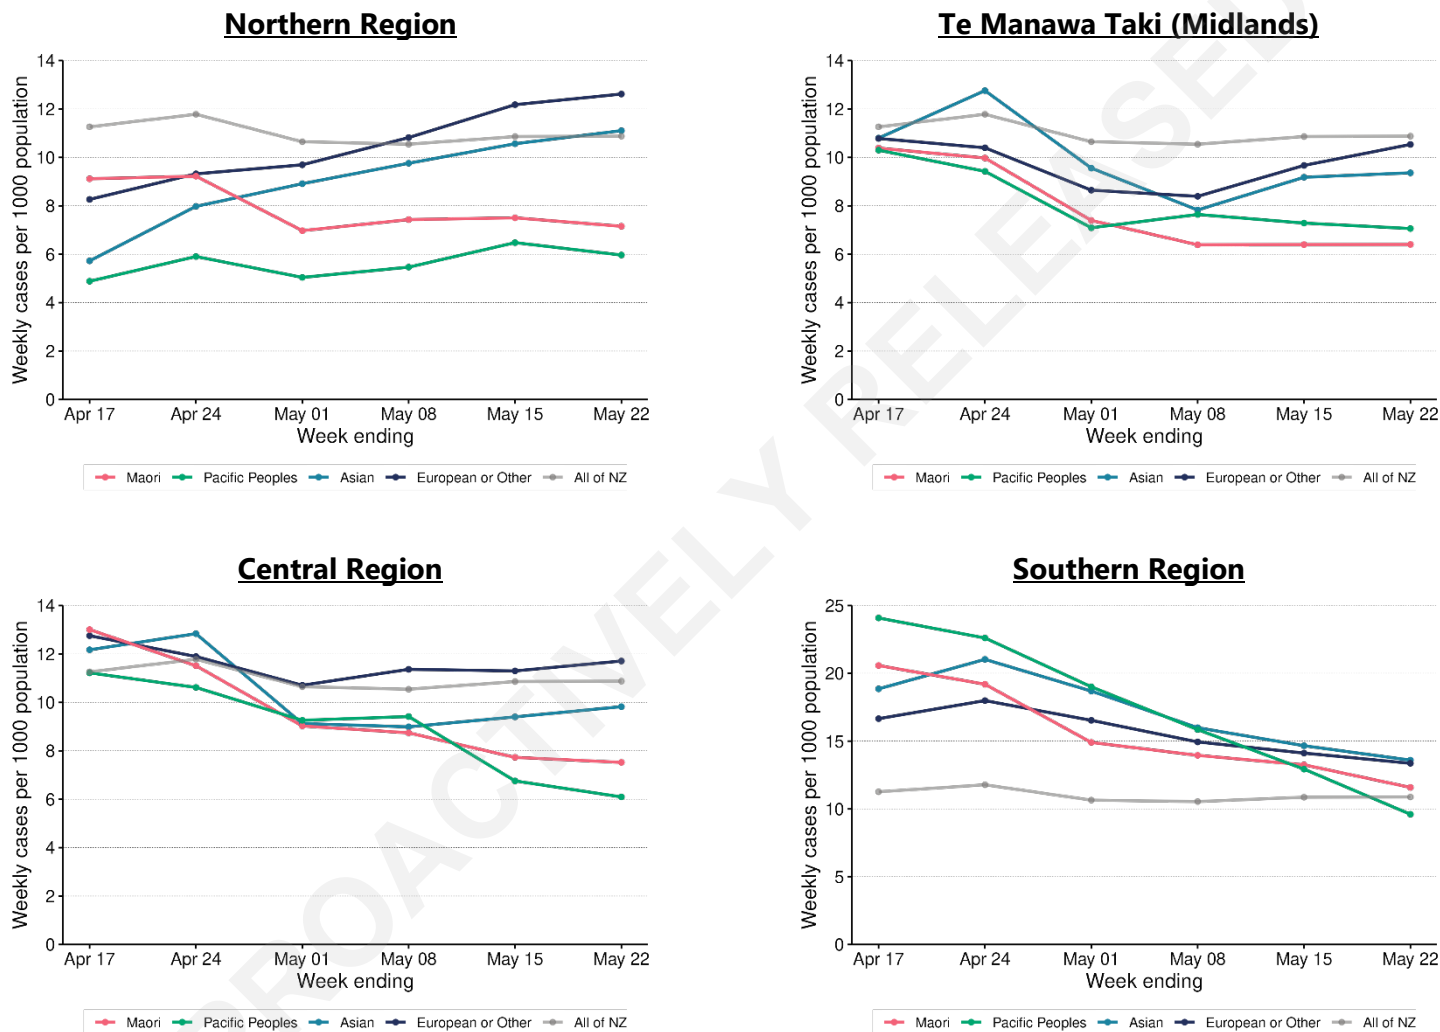 Northern Region
Weekly cases per 1000 population
14
12
10
8
6
4
2
0
Apr 17 Apr 24 May 01 May 08 May 15 May 22
Week ending
Maori Pacific Peoples Asian European or Other All of NZ
Te Manawa Taki (Midlands)
Weekly cases per 1000 population
14
12
10
8
6
4
2
0
Apr 17 Apr 24 May 01 May 08 May 15 May 22
Week ending
Maori Pacific Peoples Asian European or Other All of NZ
Central Region
Weekly cases per 1000 population
14
12
10
8
6
4
2
0
Apr 17 Apr 24 May 01 May 08 May 15 May 22
Week ending
Maori Pacific Peoples Asian European or Other All of NZ
Southern Region
Weekly cases per 1000 population
25
20
15
10
5
0
Apr 17 Apr 24 May 01 May 08 May 15 May 22
Week ending
Maori Pacific Peoples Asian European or Other All of NZ
PROACTIVELY RELEASED